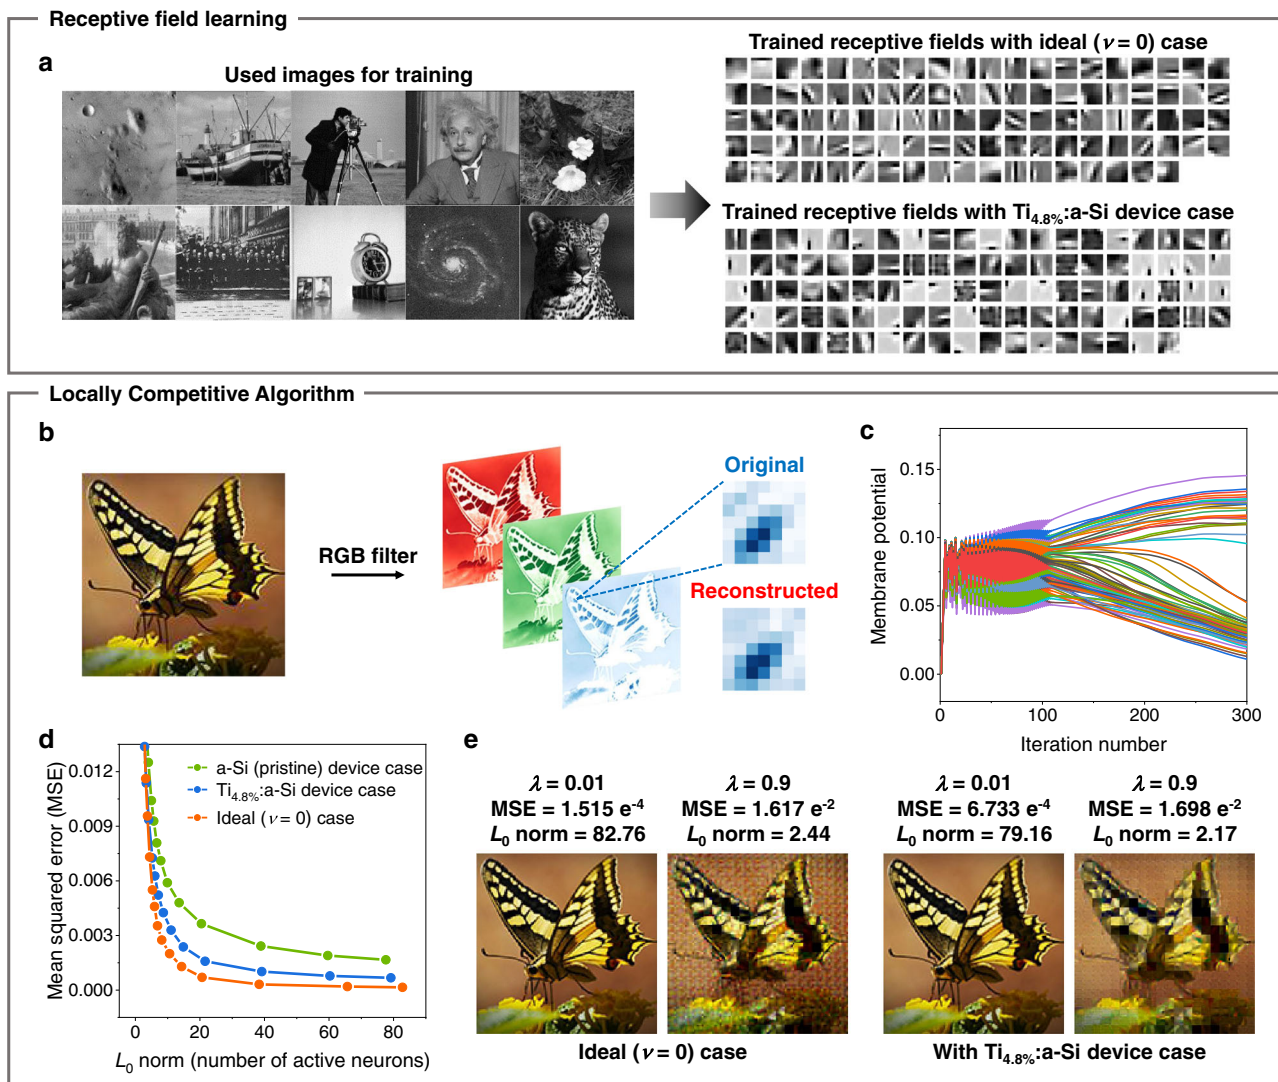 Receptive field learning
a
Used images for training
Trained receptive fields with ideal (ν = 0) case
Trained receptive fields with Ti4.8%:a-Si device case
Locally Competitive Algorithm
b
RGB filter
Original
Reconstructed
c
Membrane potential
0.15
0.10
0.05
0.00
0
100
200
300
Iteration number
d
Mean squared error (MSE)
0.012
0.009
0.006
0.003
0.000
a-Si (pristine) device case
Ti4.8%:a-Si device case
Ideal (ν = 0) case
0
20
40
60
80
L0 norm (number of active neurons)
e
λ = 0.01
MSE = 1.515 e-4
L0 norm = 82.76
λ = 0.9
MSE = 1.617 e-2
L0 norm = 2.44
Ideal (ν = 0) case
λ = 0.01
MSE = 6.733 e-4
L0 norm = 79.16
λ = 0.9
MSE = 1.698 e-2
L0 norm = 2.17
With Ti4.8%:a-Si device case